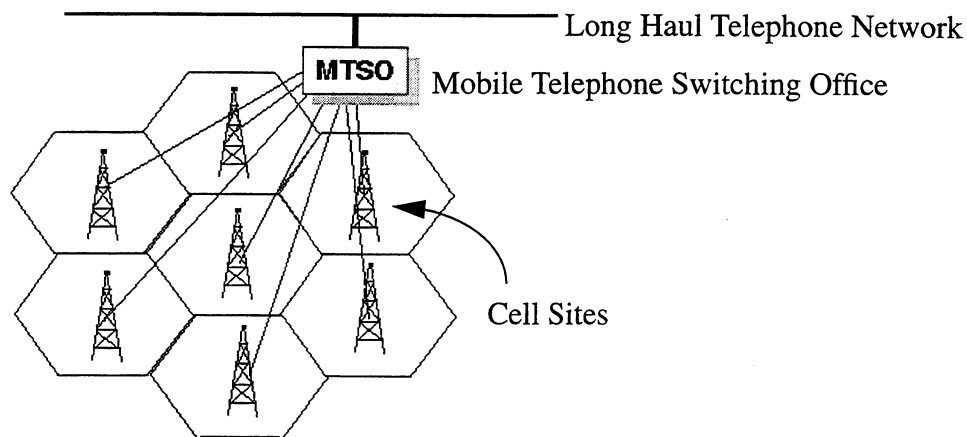 Long Haul Telephone Network
MTSO
Mobile Telephone Switching Office
Cell Sites